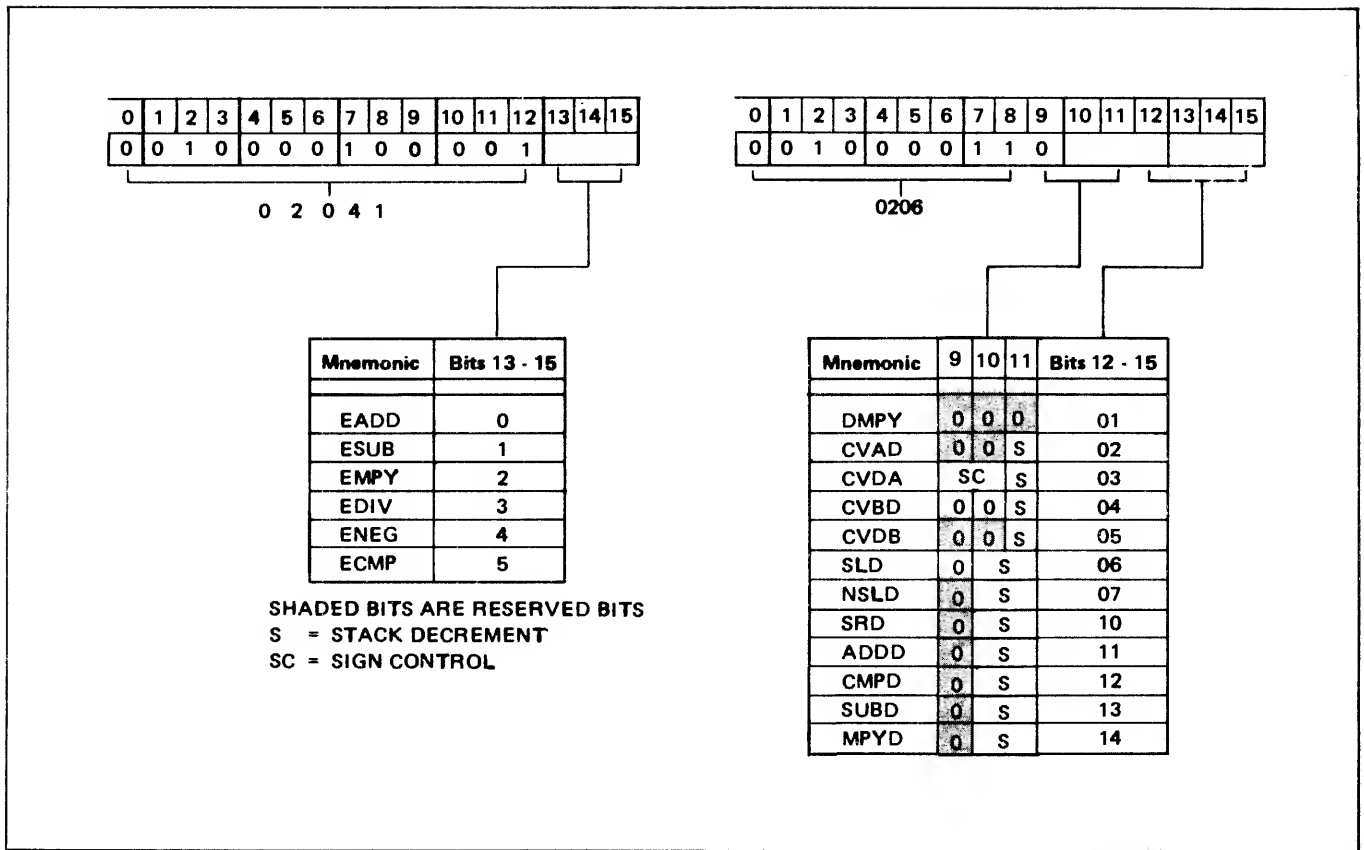 0 1 2 3 4 5 6 7 8 9 10 11 12 13 14 15
0 0 1 0 0 0 0 1 0 0 0 0 1
0 2 0 4 1
Mnemonic Bits 13 - 15
EADD 0
ESUB 1
EMPY 2
EDIV 3
ENEG 4
ECMP 5
SHADED BITS ARE RESERVED BITS
S = STACK DECREMENT
SC = SIGN CONTROL
0 1 2 3 4 5 6 7 8 9 10 11 12 13 14 15
0 0 1 0 0 0 0 1 1 0
0206
Mnemonic 9 10 11 Bits 12 - 15
DMPY 0 0 0 01
CVAD 0 0 S 02
CVDA SC S 03
CVBD 0 0 S 04
CVDB 0 0 S 05
SLD 0 S 06
NSLD 0 S 07
SRD 0 S 10
ADDD 0 S 11
CMPD 0 S 12
SUBD 0 S 13
MPYD 0 S 14